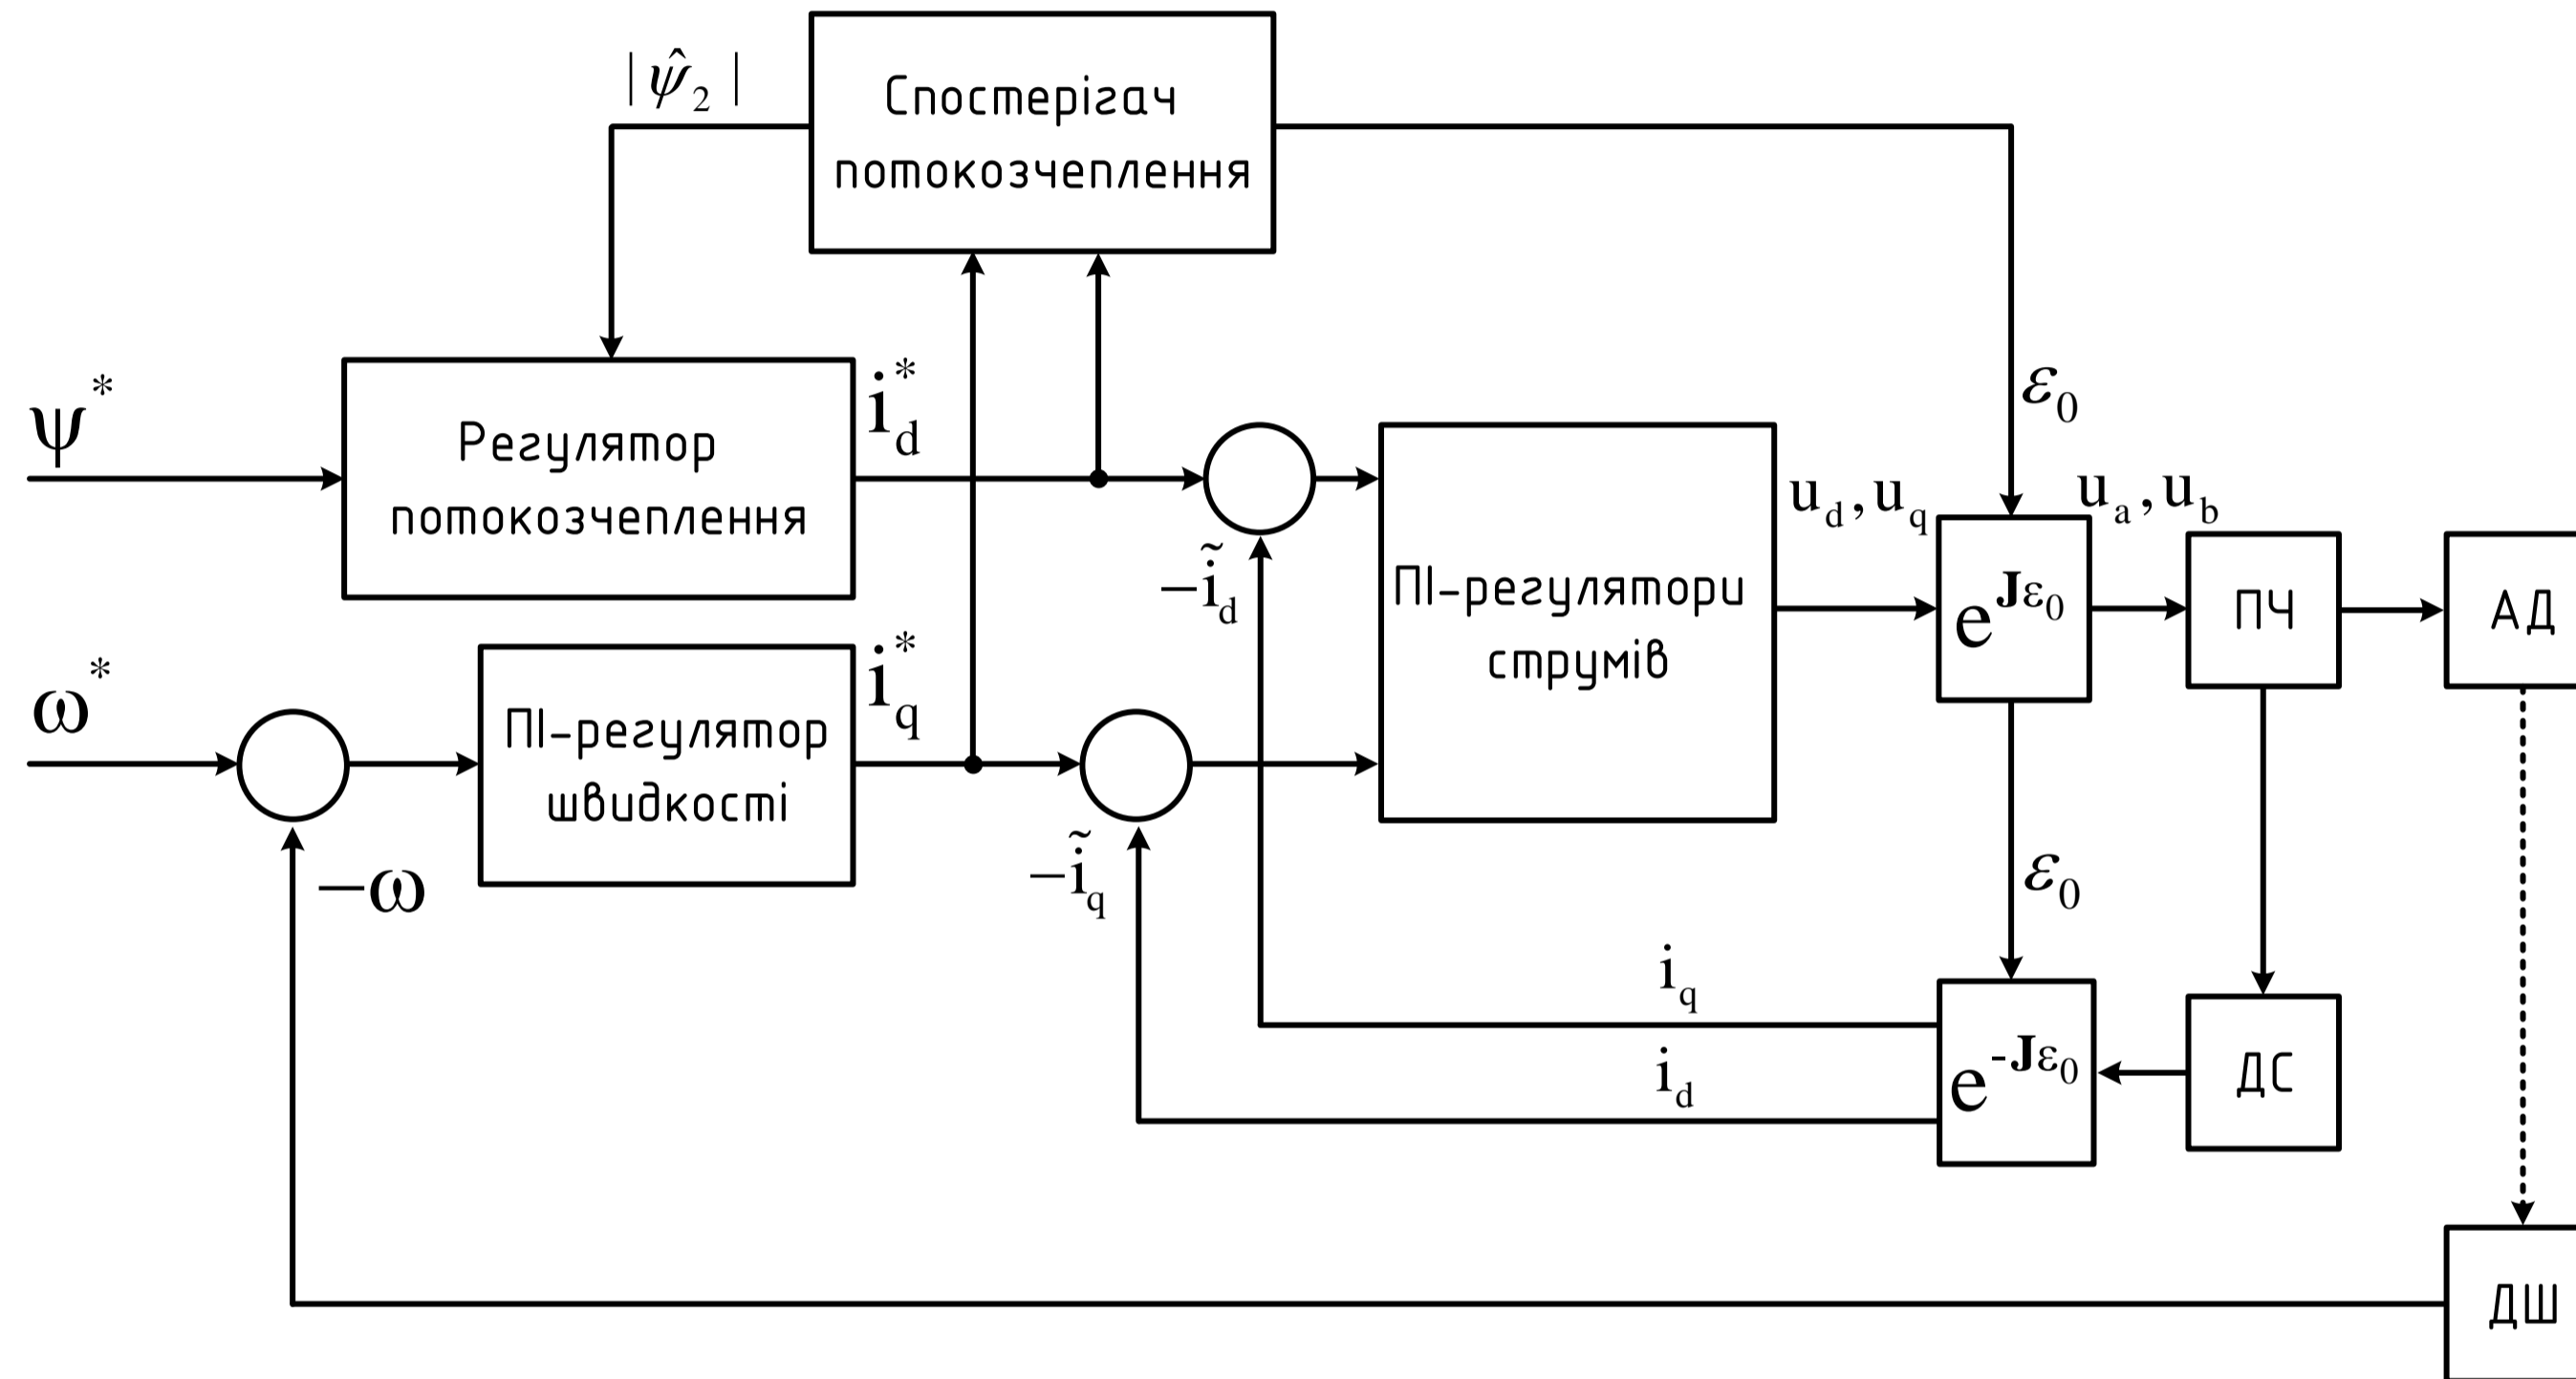 |ψ̂₂|
Спостерігач
потокозчеплення
ψ*
Регулятор
потокозчеплення
i*d
ε₀
ud,uq
ua,ub
−ĩd
ПІ-регулятори
струмів
e^Jε₀
ПЧ
АД
ω*
ПІ-регулятор
швидкості
i*q
−ω
−ĩq
ε₀
iq
id
e^-Jε₀
ДС
ДШ